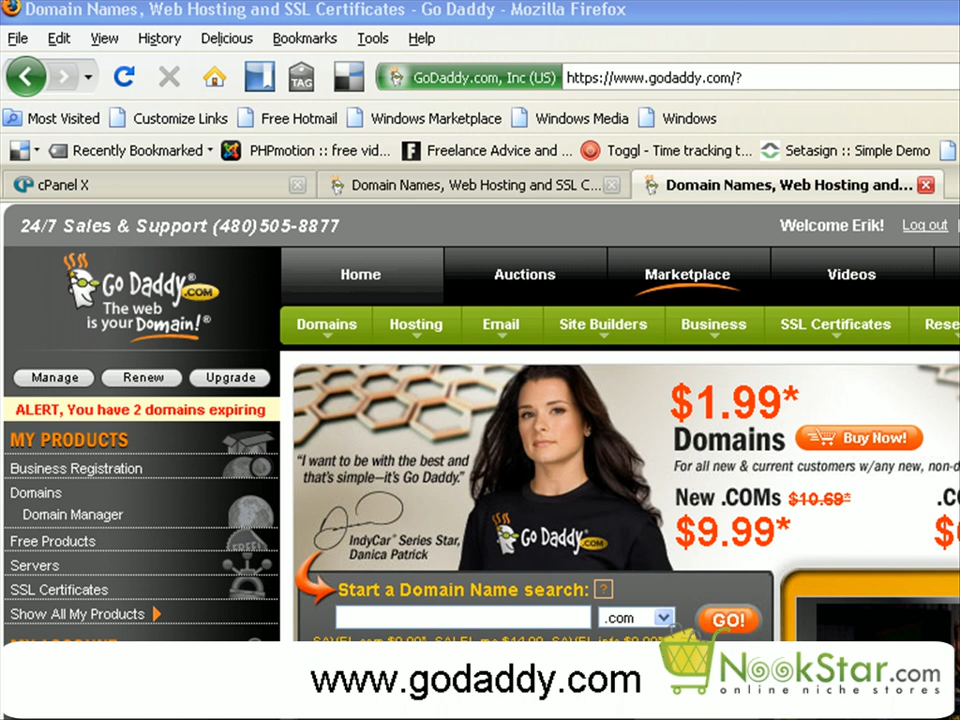 Domain Names, Web Hosting and SSL Certificates - Go Daddy - Mozilla Firefox
File Edit View History Delicious Bookmarks Tools Help
TAG GoDaddy.com, Inc (US) https://www.godaddy.com/?
Most Visited Customize Links Free Hotmail Windows Marketplace Windows Media Windows
Recently Bookmarked PHPmotion :: free vid... Freelance Advice and ... Toggl - Time tracking t... Setasign :: Simple Demo
cPanel X Domain Names, Web Hosting and SSL C... Domain Names, Web Hosting and...
24/7 Sales & Support (480)505-8877 Welcome Erik! Log out
Go Daddy®.COM
The web
is your Domain!®
Home Auctions Marketplace Videos
Domains Hosting Email Site Builders Business SSL Certificates Rese
Manage Renew Upgrade
ALERT, You have 2 domains expiring
MY PRODUCTS
Business Registration
Domains
Domain Manager
Free Products
FREE!
Servers
SSL Certificates
Show All My Products
"I want to be with the best and
that's simple—it's Go Daddy."
IndyCar® Series Star,
Danica Patrick
Go Daddy.COM
$1.99*
Domains Buy Now!
For all new & current customers w/any new, non-d
New .COMs $10.69* .C
$9.99*
Start a Domain Name search: ?
.com GO!
www.godaddy.com
NookStar.com
online niche stores